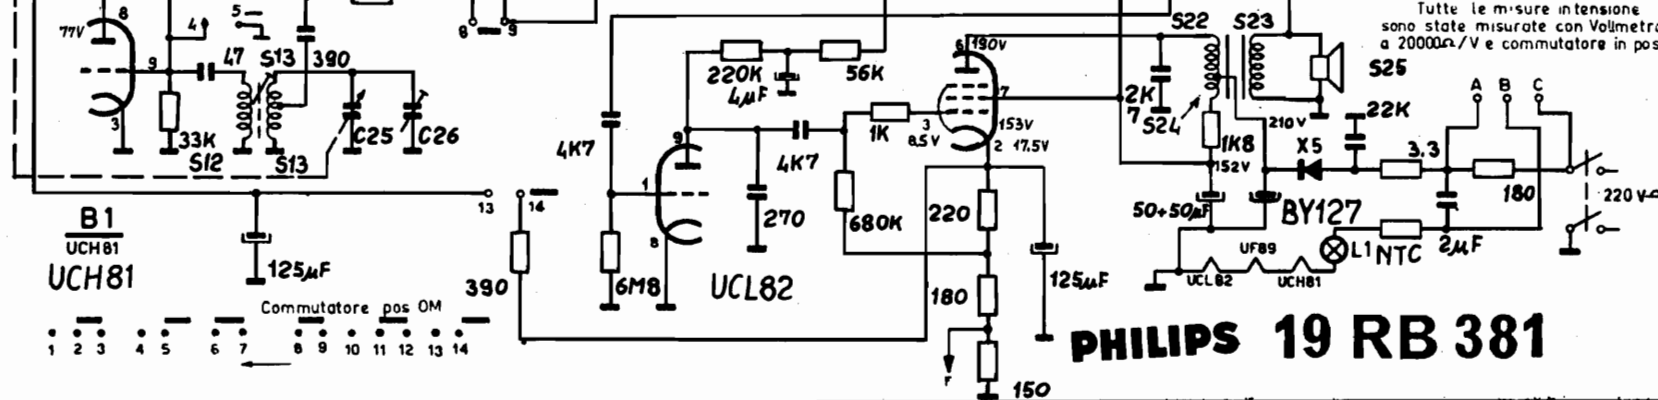 Tutte le misure in tensione
sono state misurate con Vollmetro
a 20000Ω/V e commutatore in pos
77V
8
9
3
4
5
47
S13
390
33K
S12
S13
C25
C26
8
9
220K
4µF
56K
6
190V
7
153V
3
8.5V
2
17.5V
1K
4K7
4K7
9
1
8
270
680K
220
6M8
UCL82
180
150
F
125µF
S22
S23
S25
2K
7
S24
1K8
152V
210V
22K
X5
3.3
A
B
C
180
220V
50+50µF
BY127
UF89
L1
NTC
2µF
UCL82
UCH81
13
14
390
B1
UCH81
UCH81
125µF
Commutatore pos OM
1 2 3 4 5 6 7 8 9 10 11 12 13 14
PHILIPS 19 RB 381